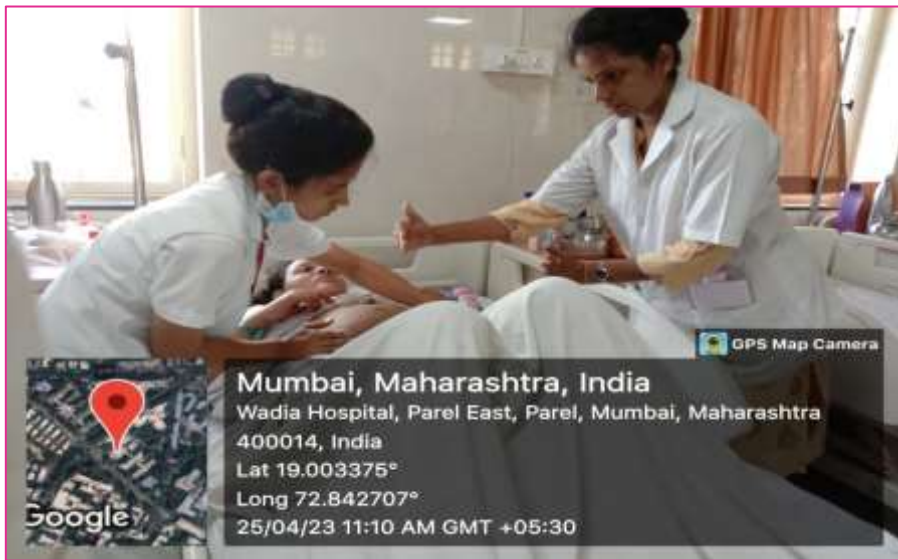 GPS Map Camera
Mumbai, Maharashtra, India
Wadia Hospital, Parel East, Parel, Mumbai, Maharashtra
400014, India
Lat 19.003375°
Long 72.842707°
25/04/23 11:10 AM GMT +05:30
Google